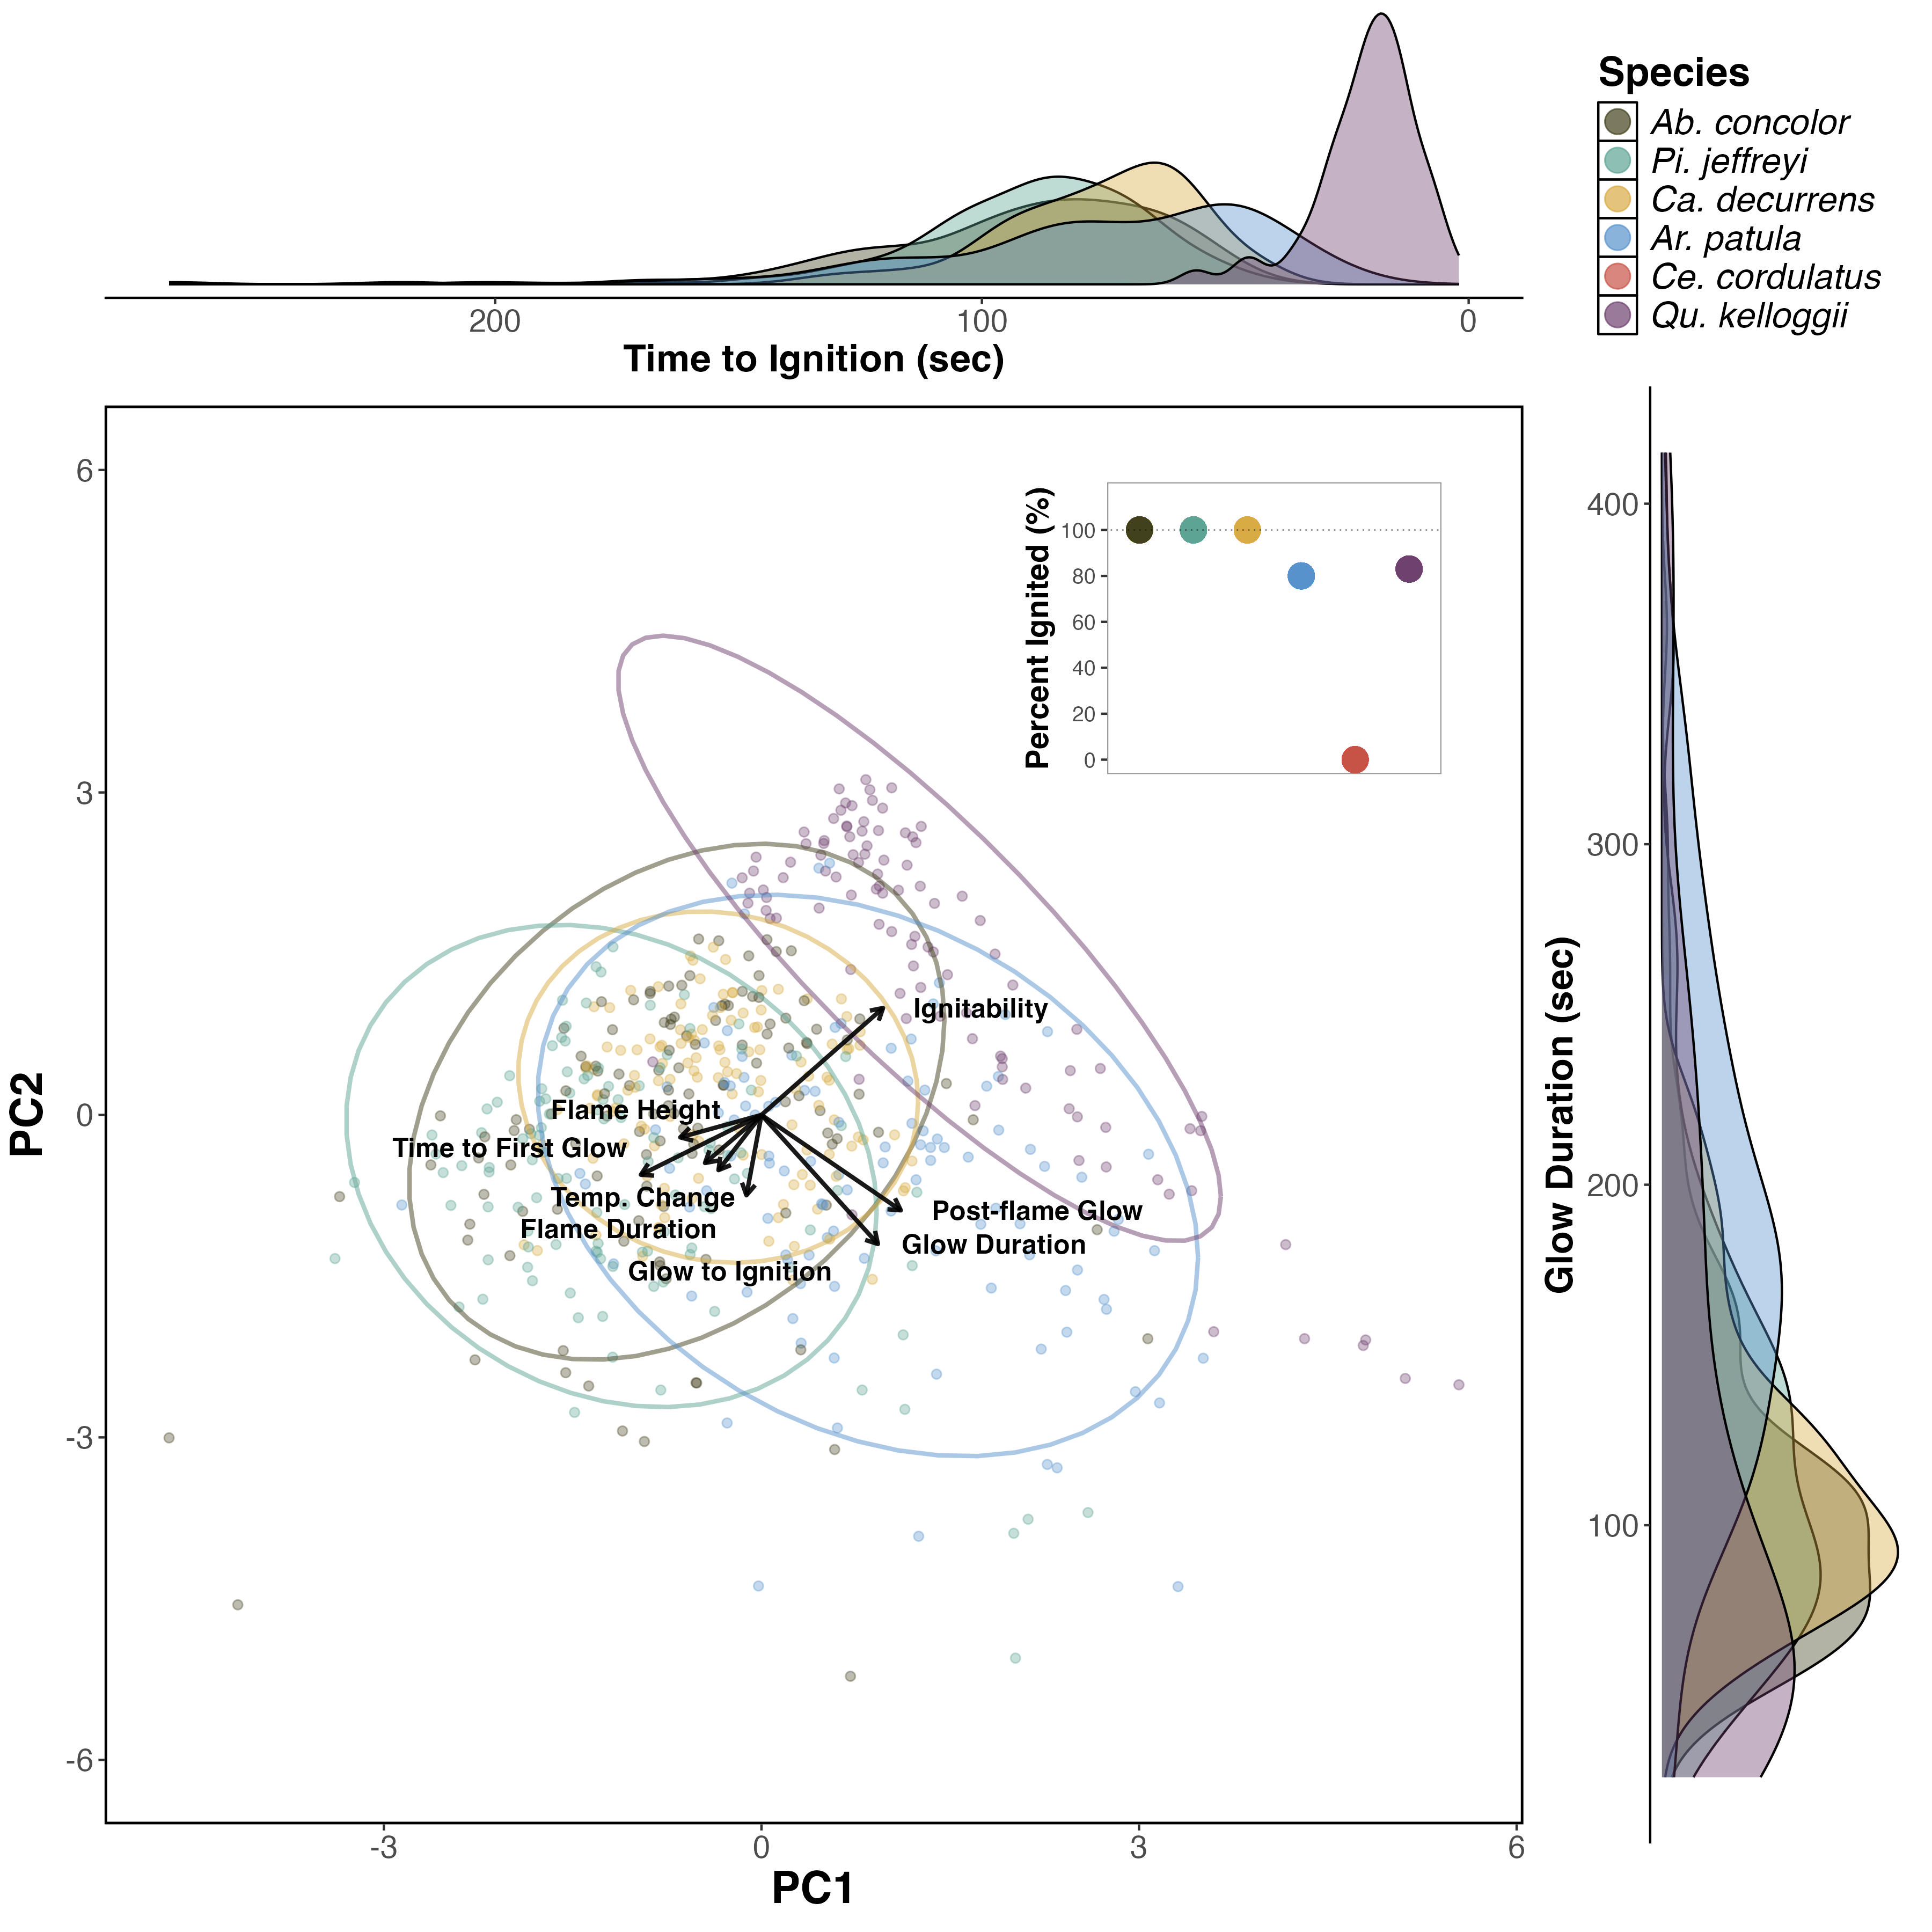 Species
Ab. concolor
Pi. jeffreyi
Ca. decurrens
Ar. patula
Ce. cordulatus
Qu. kelloggii
200
100
0
Time to Ignition (sec)
6
3
0
-3
-6
PC2
Percent Ignited (%)
100
80
60
40
20
0
Ignitability
Flame Height
Time to First Glow
Temp. Change
Flame Duration
Glow to Ignition
Post-flame Glow
Glow Duration
-3
0
3
6
PC1
Glow Duration (sec)
400
300
200
100